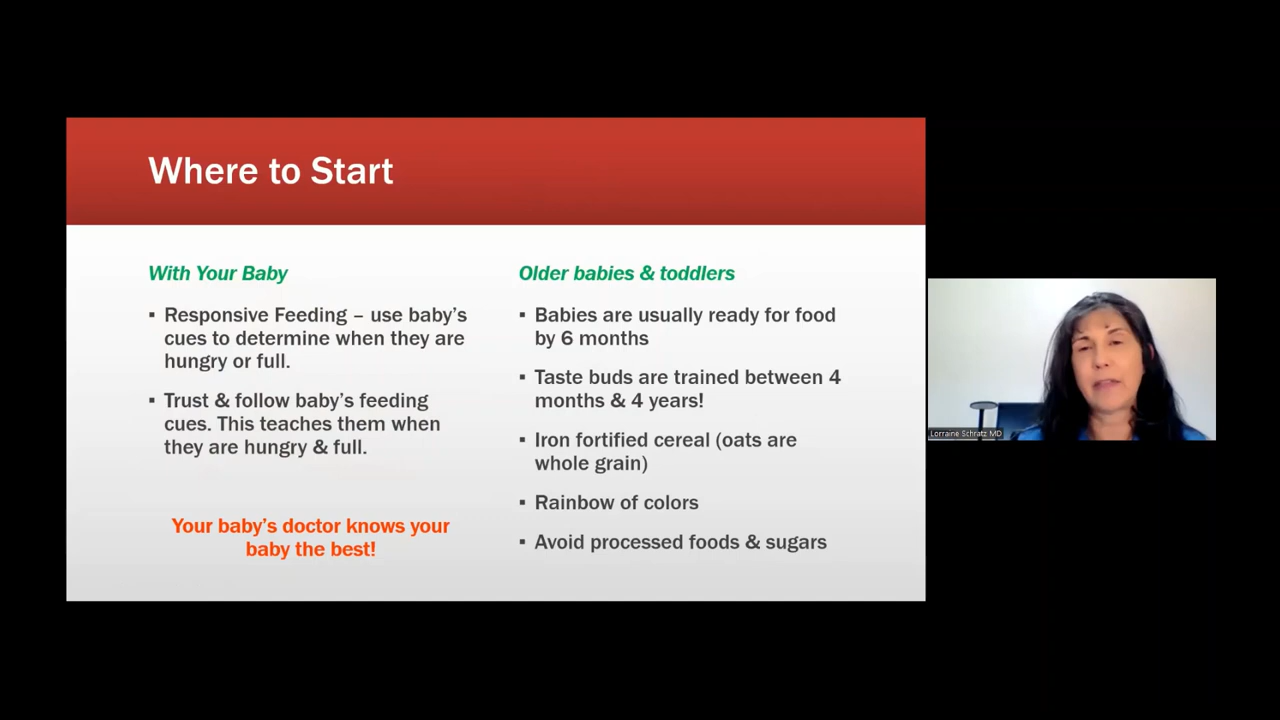 Where to Start
With Your Baby
▪ Responsive Feeding – use baby's
cues to determine when they are
hungry or full.
▪ Trust & follow baby's feeding
cues. This teaches them when
they are hungry & full.
Your baby's doctor knows your
baby the best!
Older babies & toddlers
▪ Babies are usually ready for food
by 6 months
▪ Taste buds are trained between 4
months & 4 years!
▪ Iron fortified cereal (oats are
whole grain)
▪ Rainbow of colors
▪ Avoid processed foods & sugars
Lorraine Schratz MD